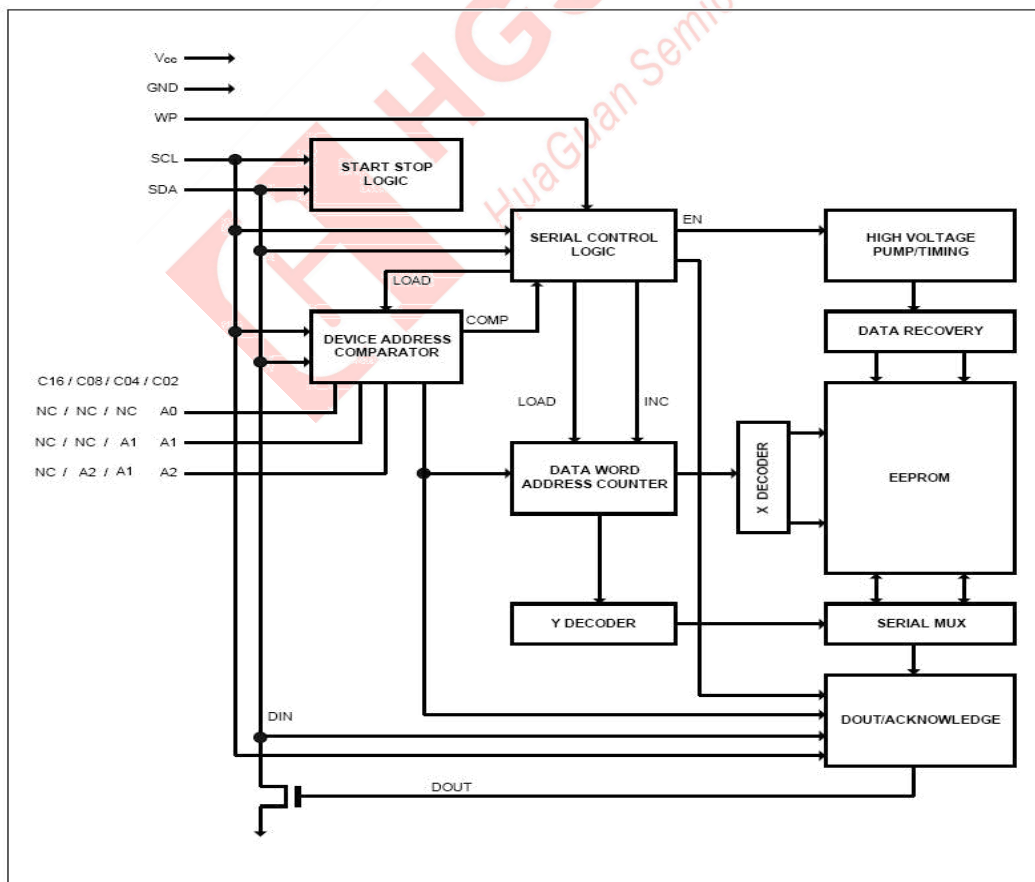 HGS
HuaGuan Semic
Vcc
GND
WP
SCL
SDA
START STOP
LOGIC
SERIAL CONTROL
LOGIC
EN
HIGH VOLTAGE
PUMP/TIMING
LOAD
COMP
DEVICE ADDRESS
COMPARATOR
DATA RECOVERY
C16 / C08 / C04 / C02
NC / NC / NC A0
NC / NC / A1 A1
NC / A2 / A1 A2
LOAD
INC
DATA WORD
ADDRESS COUNTER
X DECODER
EEPROM
Y DECODER
SERIAL MUX
DIN
DOUT/ACKNOWLEDGE
DOUT